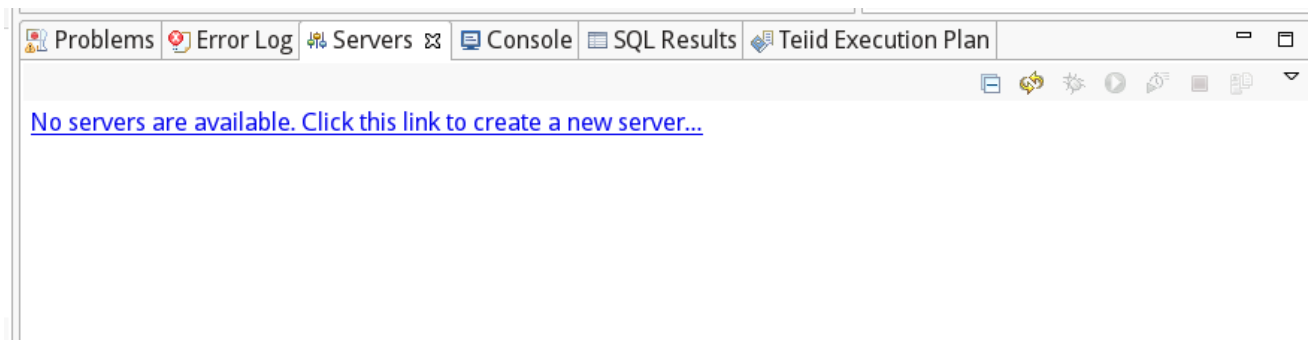 Problems Error Log Servers Console SQL Results Teiid Execution Plan
No servers are available. Click this link to create a new server...